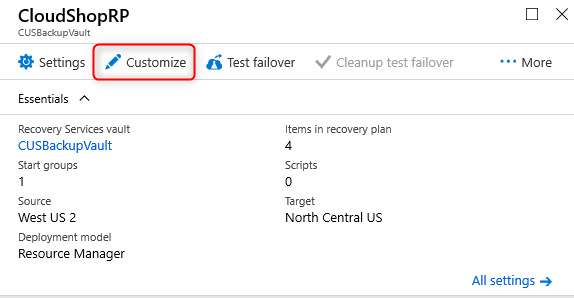 CloudShopRP
CUSBackupVault
Settings Customize Test failover Cleanup test failover ••• More
Essentials
Recovery Services vault Items in recovery plan
CUSBackupVault 4
Start groups Scripts
1 0
Source Target
West US 2 North Central US
Deployment model
Resource Manager
All settings →